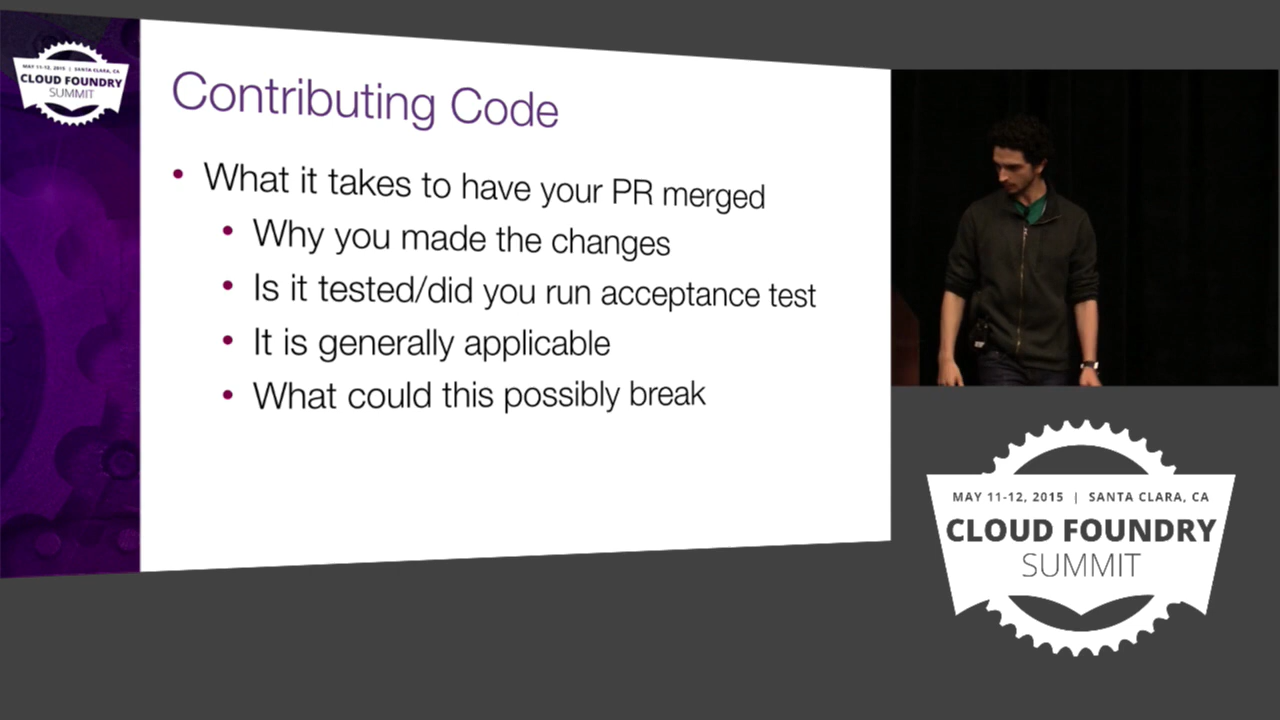 MAY 11-12, 2015 | SANTA CLARA, CA
CLOUD FOUNDRY
SUMMIT
Contributing Code
• What it takes to have your PR merged
• Why you made the changes
• Is it tested/did you run acceptance test
• It is generally applicable
• What could this possibly break
MAY 11-12, 2015 | SANTA CLARA, CA
CLOUD FOUNDRY
SUMMIT